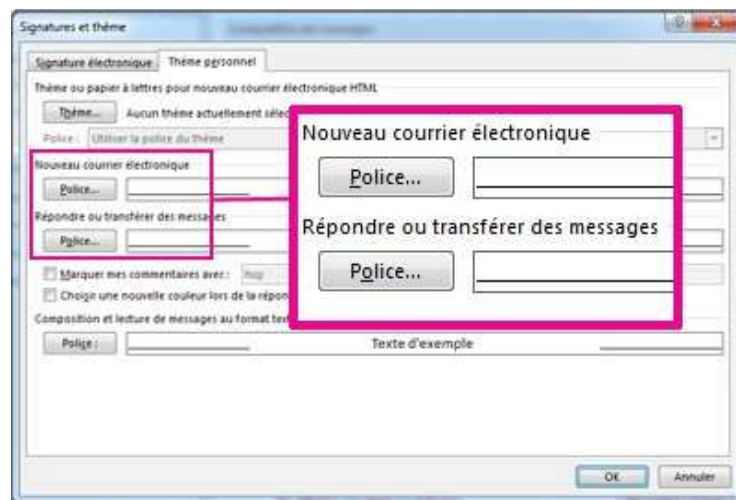 Signatures et thème
Signature électronique Thème personnel
Thème ou papier à lettres pour nouveau courrier électronique HTML
Thème... Aucun thème actuellement sélec
Police : Utiliser la police du thème
Nouveau courrier électronique
Police...
Répondre ou transférer des messages
Police...
Nouveau courrier électronique
Police...
Répondre ou transférer des messages
Police...
Marquer mes commentaires avec :
Choisir une nouvelle couleur lors de la répon
Composition et lecture de messages au format text
Police : Texte d'exemple
OK Annuler